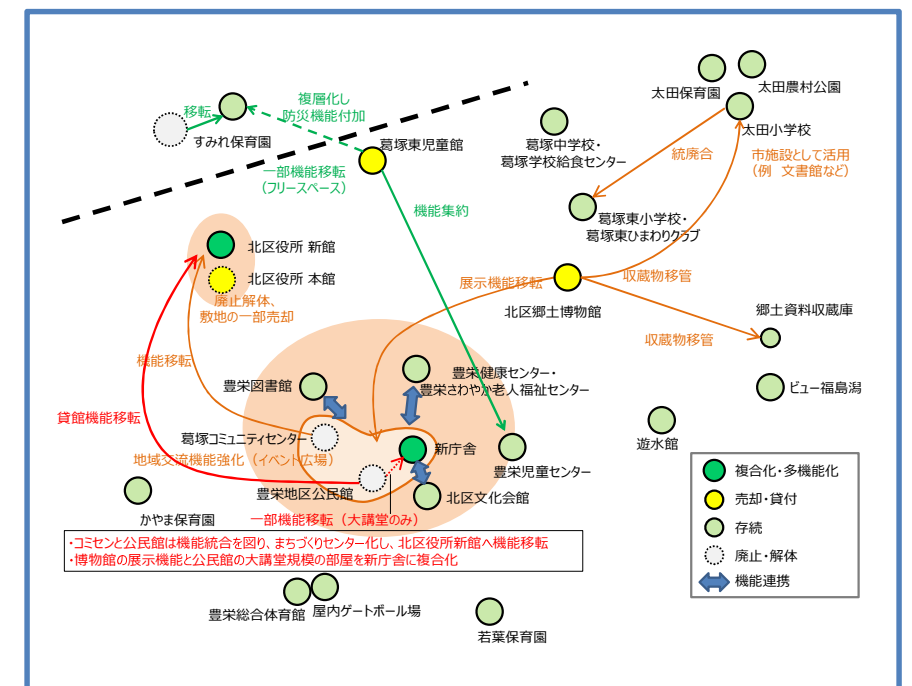 太田農村公園
太田保育園
複層化し
防災機能付加
移転
すみれ保育園
太田小学校
葛塚東児童館
葛塚中学校・
葛塚学校給食センター
統廃合
市施設として活用
(例 文書館など)
一部機能移転
(フリースペース)
機能集約
葛塚東小学校・
葛塚東ひまわりクラブ
北区役所 新館
北区役所 本館
展示機能移転
収蔵物移管
廃止解体、
敷地の一部売却
北区郷土博物館
郷土資料収蔵庫
収蔵物移管
機能移転
豊栄図書館
豊栄健康センター・
豊栄さわやか老人福祉センター
ビュー福島潟
貸館機能移転
葛塚コミュニティセンター
新庁舎
遊水館
地域交流機能強化(イベント広場)
豊栄児童センター
豊栄地区公民館
北区文化会館
かやま保育園
一部機能移転(大講堂のみ)
複合化・多機能化
売却・貸付
存続
廃止・解体
機能連携
・コミセンと公民館は機能統合を図り、まちづくりセンター化し、北区役所新館へ機能移転
・博物館の展示機能と公民館の大講堂規模の部屋を新庁舎に複合化
豊栄総合体育館
屋内ゲートボール場
若葉保育園